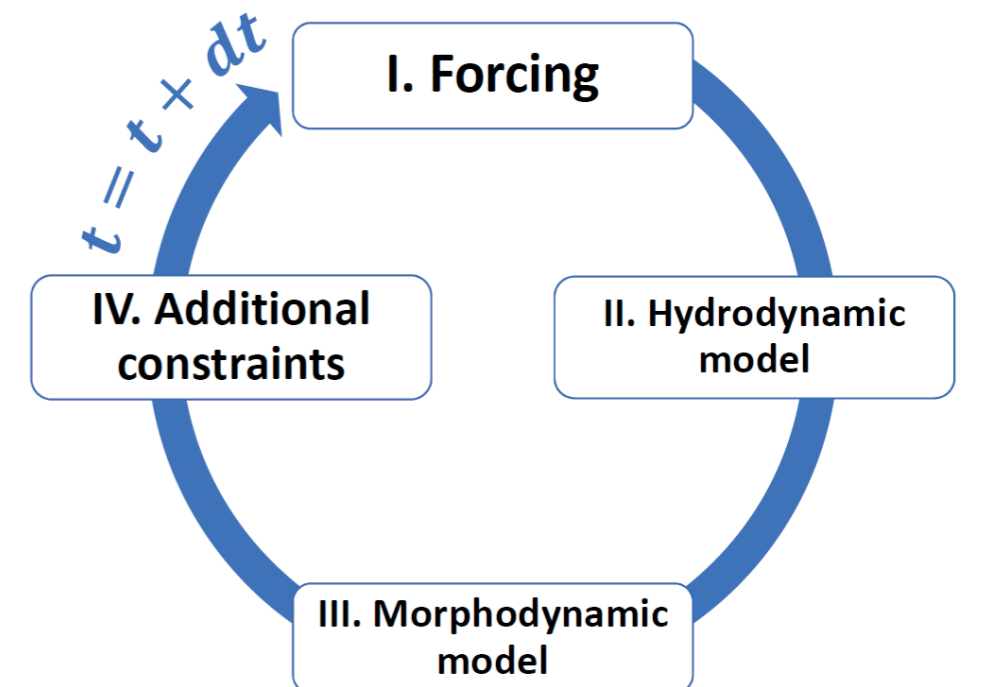 I. Forcing
II. Hydrodynamic
model
III. Morphodynamic
model
IV. Additional
constraints
t = t + dt